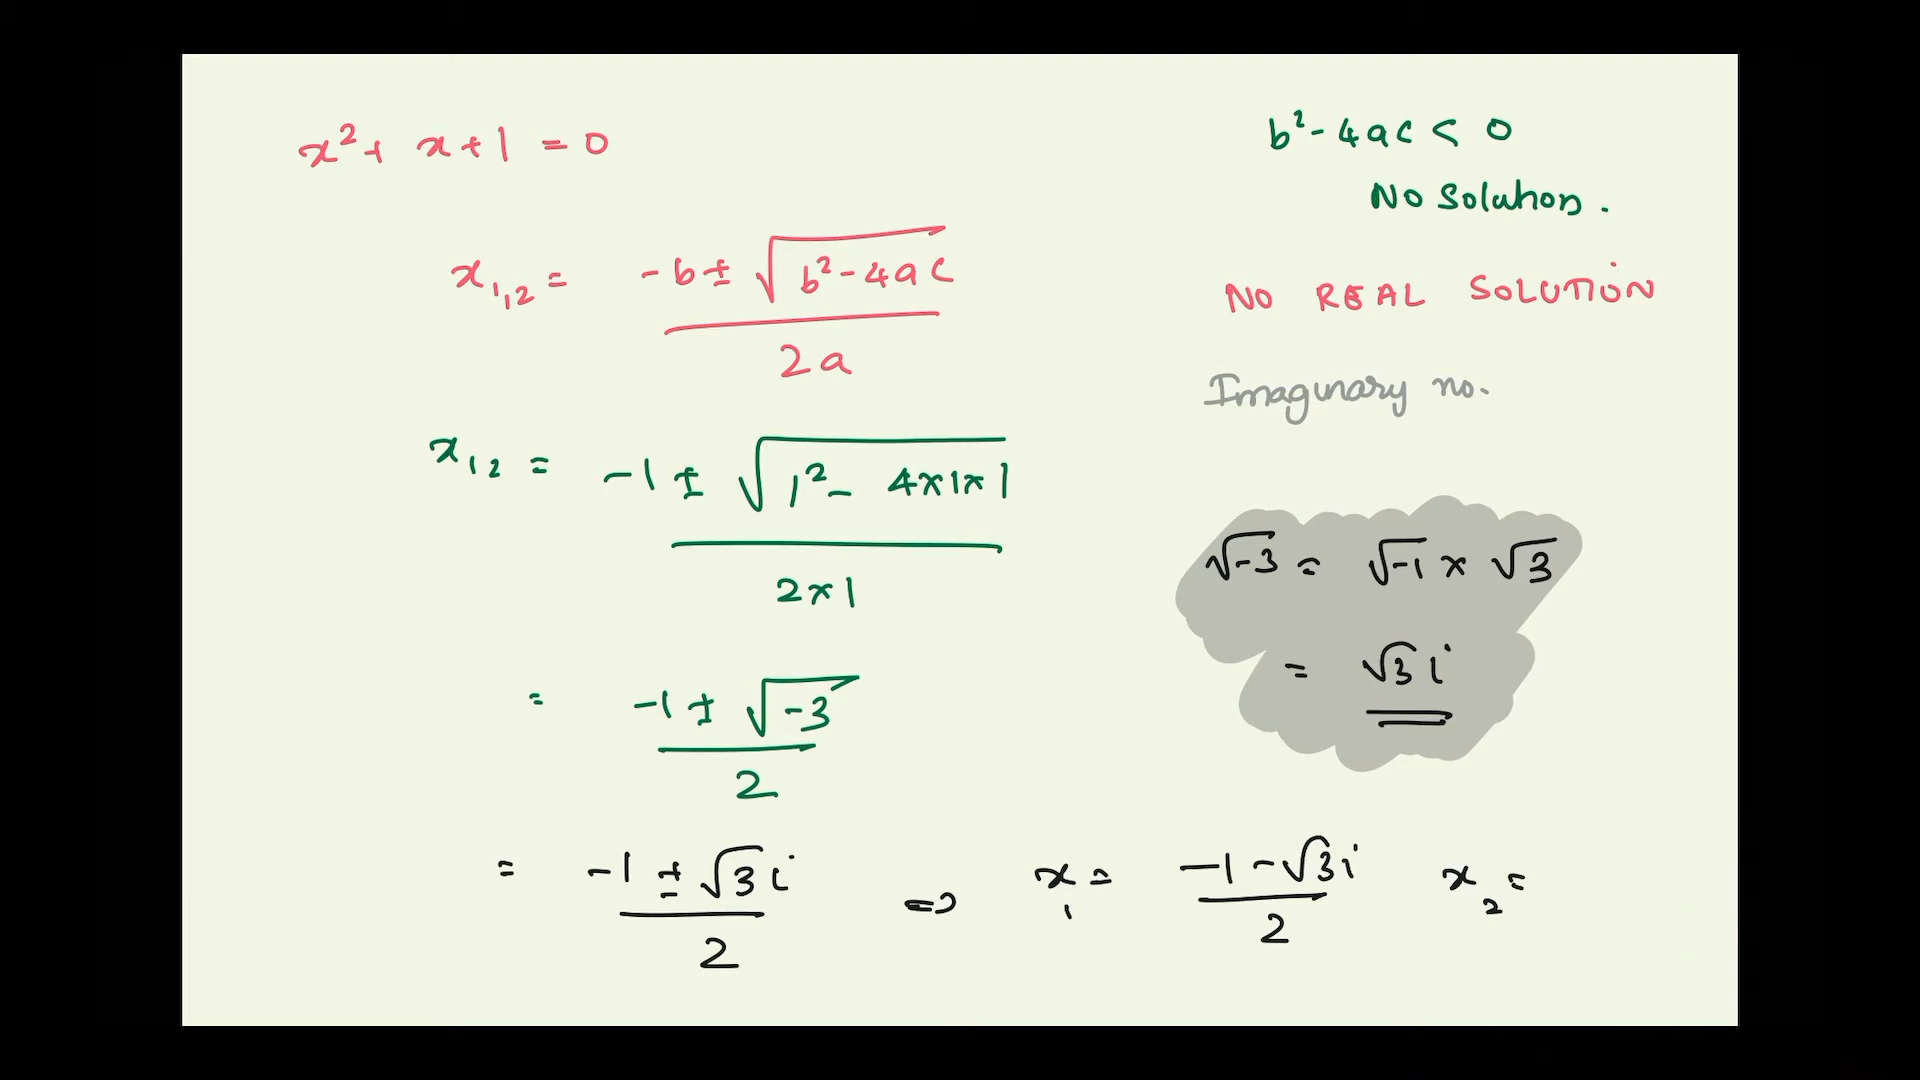 x² + x + 1 = 0
x₁,₂ = (-b ± √(b² - 4ac)) / 2a
x₁₂ = (-1 ± √(1² - 4×1×1)) / 2×1
= (-1 ± √-3) / 2
= (-1 ± √3 i) / 2 ⇒ x₁ = (-1 - √3 i) / 2 x₂ =
b² - 4ac < 0
No Solution.
NO REAL SOLUTION
Imaginary no.
√-3 = √-1 × √3
= √3 i